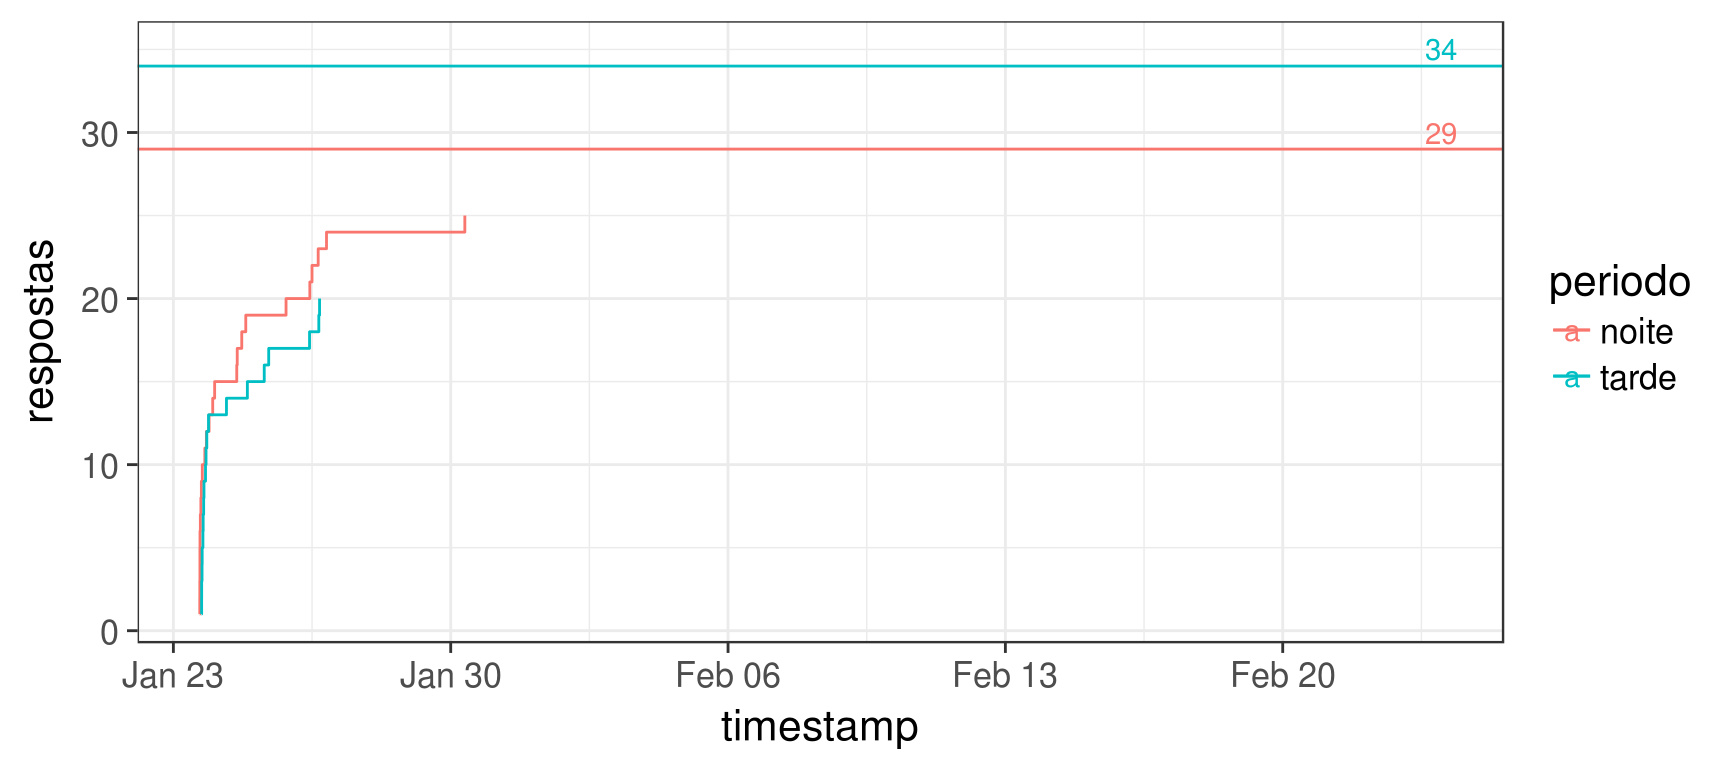 34
29
30
20
10
0
respostas
Jan 23
Jan 30
Feb 06
Feb 13
Feb 20
timestamp
periodo
a noite
a tarde